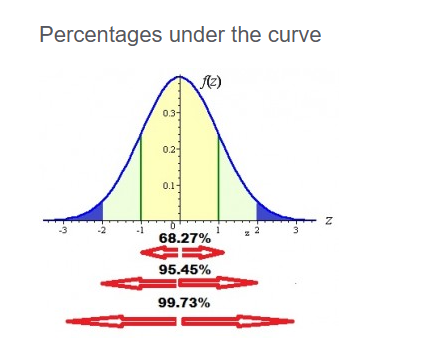 Percentages under the curve
f(z)
0.3
0.2
0.1
z
-3 -2 -1 0 1 z 2 3
68.27%
95.45%
99.73%